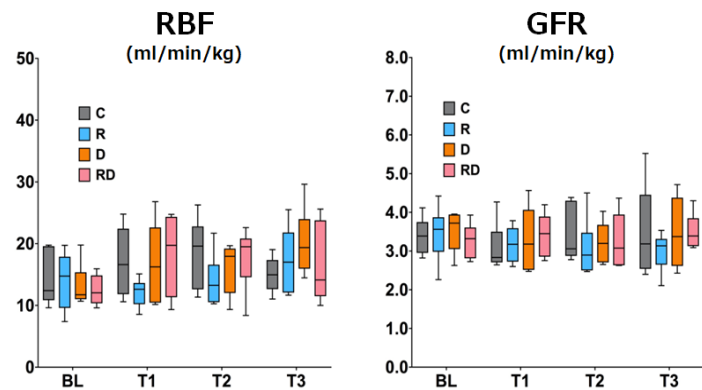 RBF
(ml/min/kg)
50
40
30
20
10
0
C
R
D
RD
BL T1 T2 T3
GFR
(ml/min/kg)
8.0
7.0
6.0
5.0
4.0
3.0
2.0
1.0
0.0
C
R
D
RD
BL T1 T2 T3